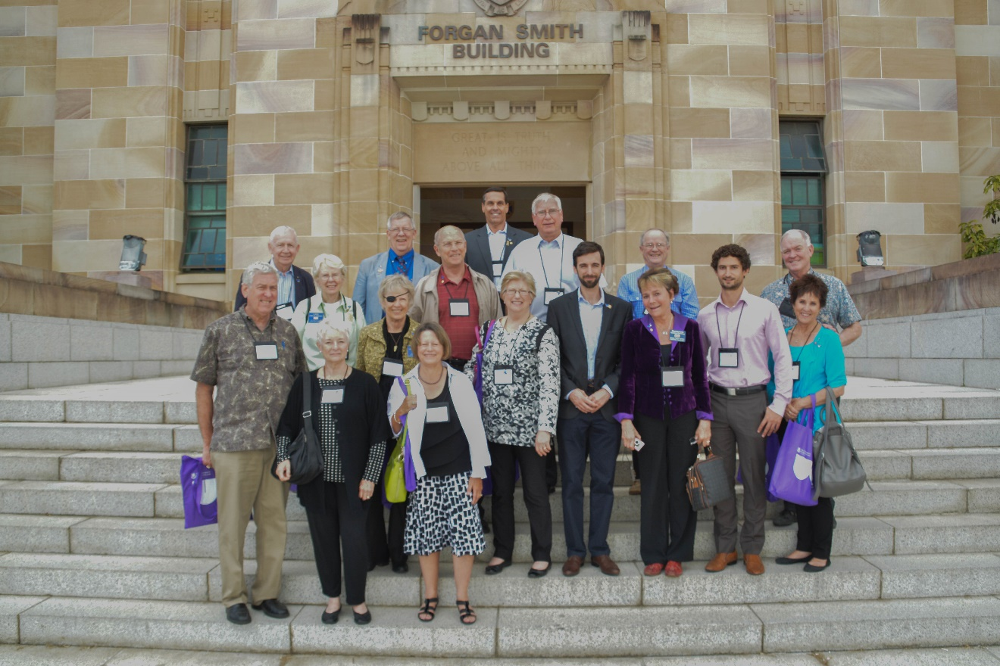 FORGAN SMITH
BUILDING
GREAT IS TRUTH
AND MIGHTY
ABOVE ALL THINGS